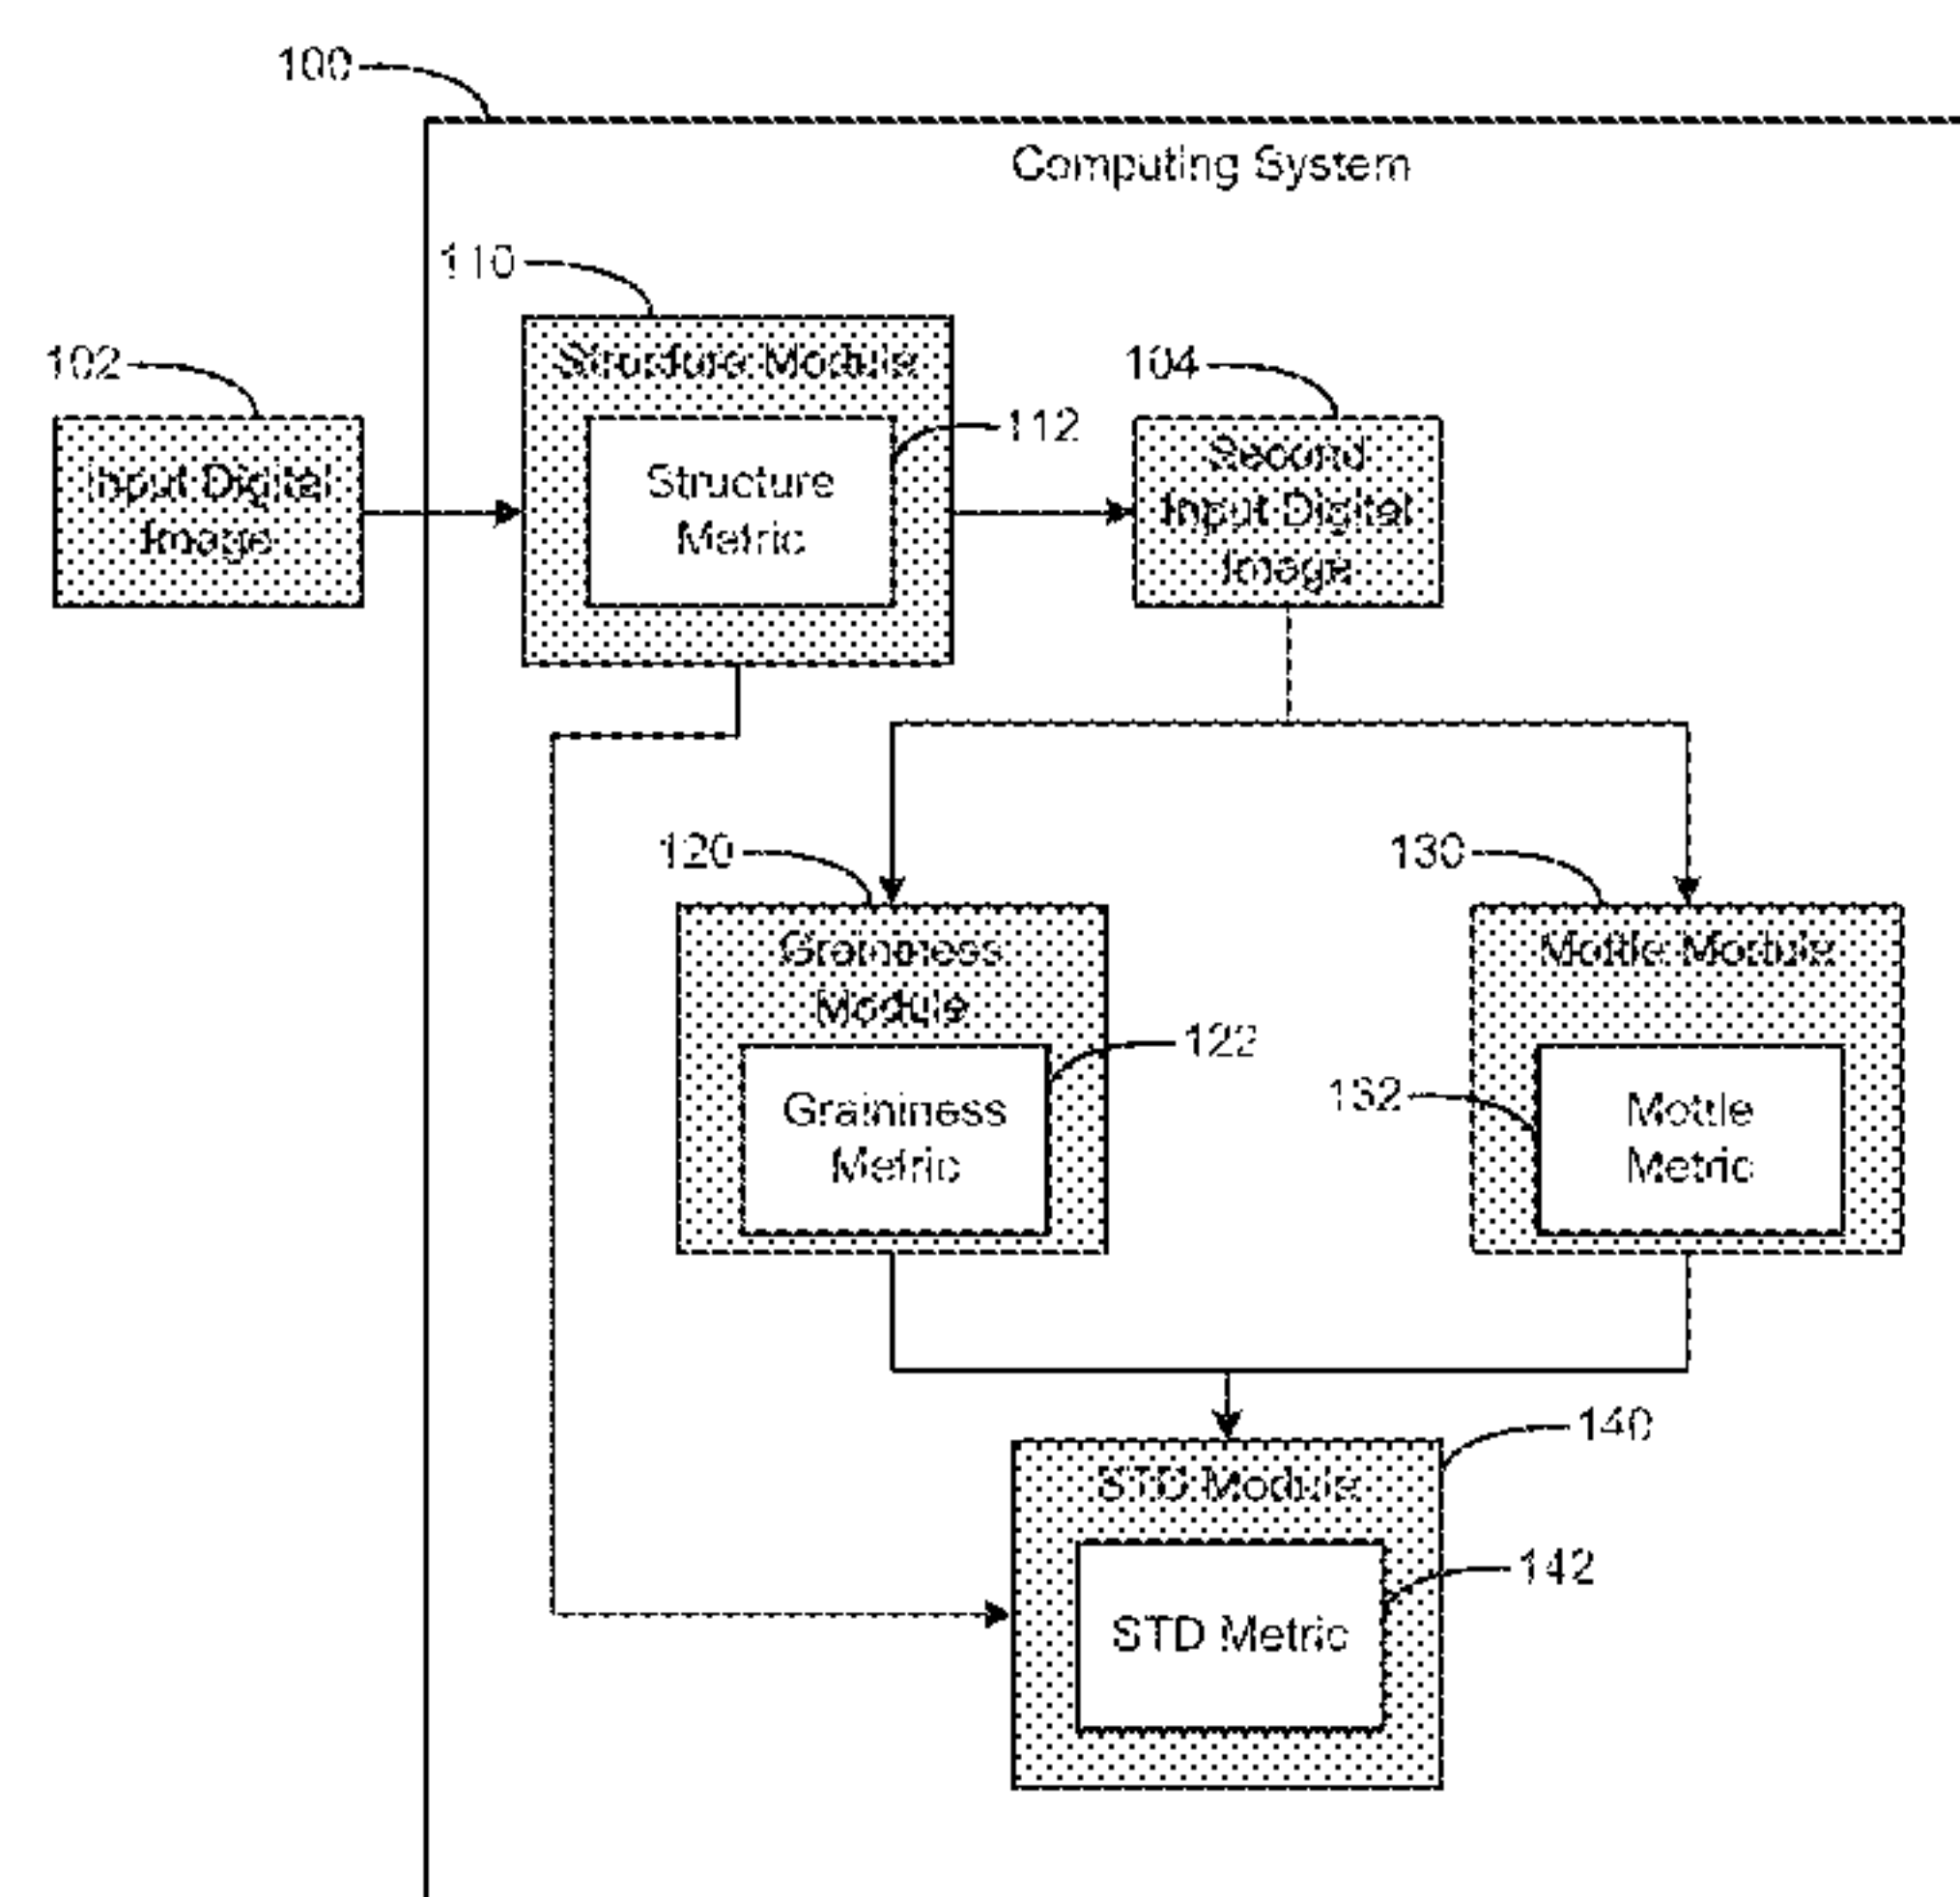 100
Computing System
110
Structure Module
102
104
112
Input Digital
Image
Structure
Metric
Second
Input Digital
Image
120
130
Graininess
Module
Mottle Module
122
132
Graininess
Metric
Mottle
Metric
140
STD Module
142
STD Metric